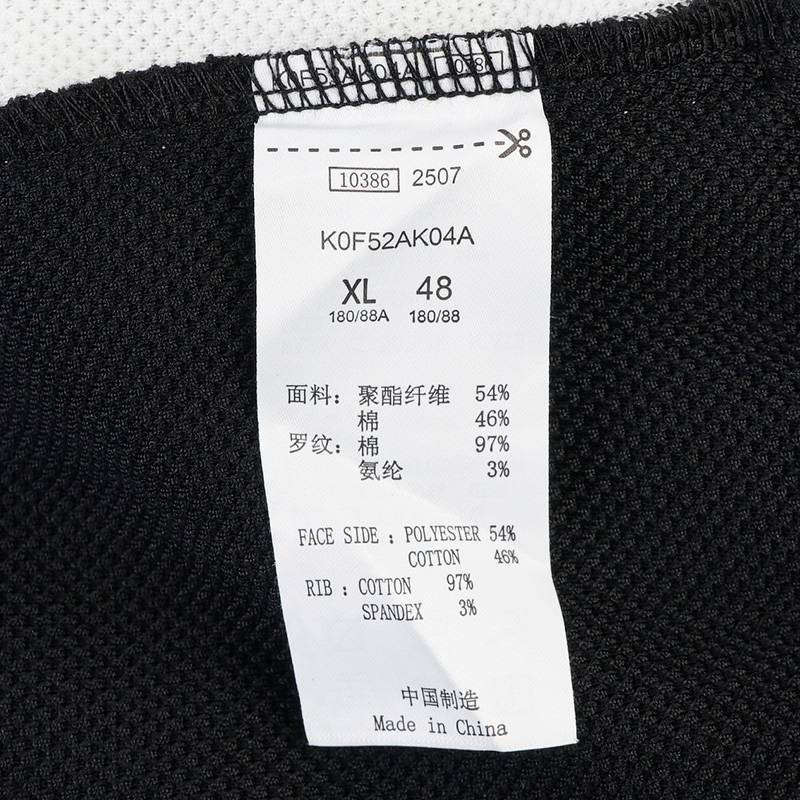 K0F52AK04A 10386
10386 2507
K0F52AK04A
XL 48
180/88A 180/88
面料: 聚酯纤维 54%
棉 46%
罗纹: 棉 97%
氨纶 3%
FACE SIDE : POLYESTER 54%
COTTON 46%
RIB : COTTON 97%
SPANDEX 3%
中国制造
Made in China